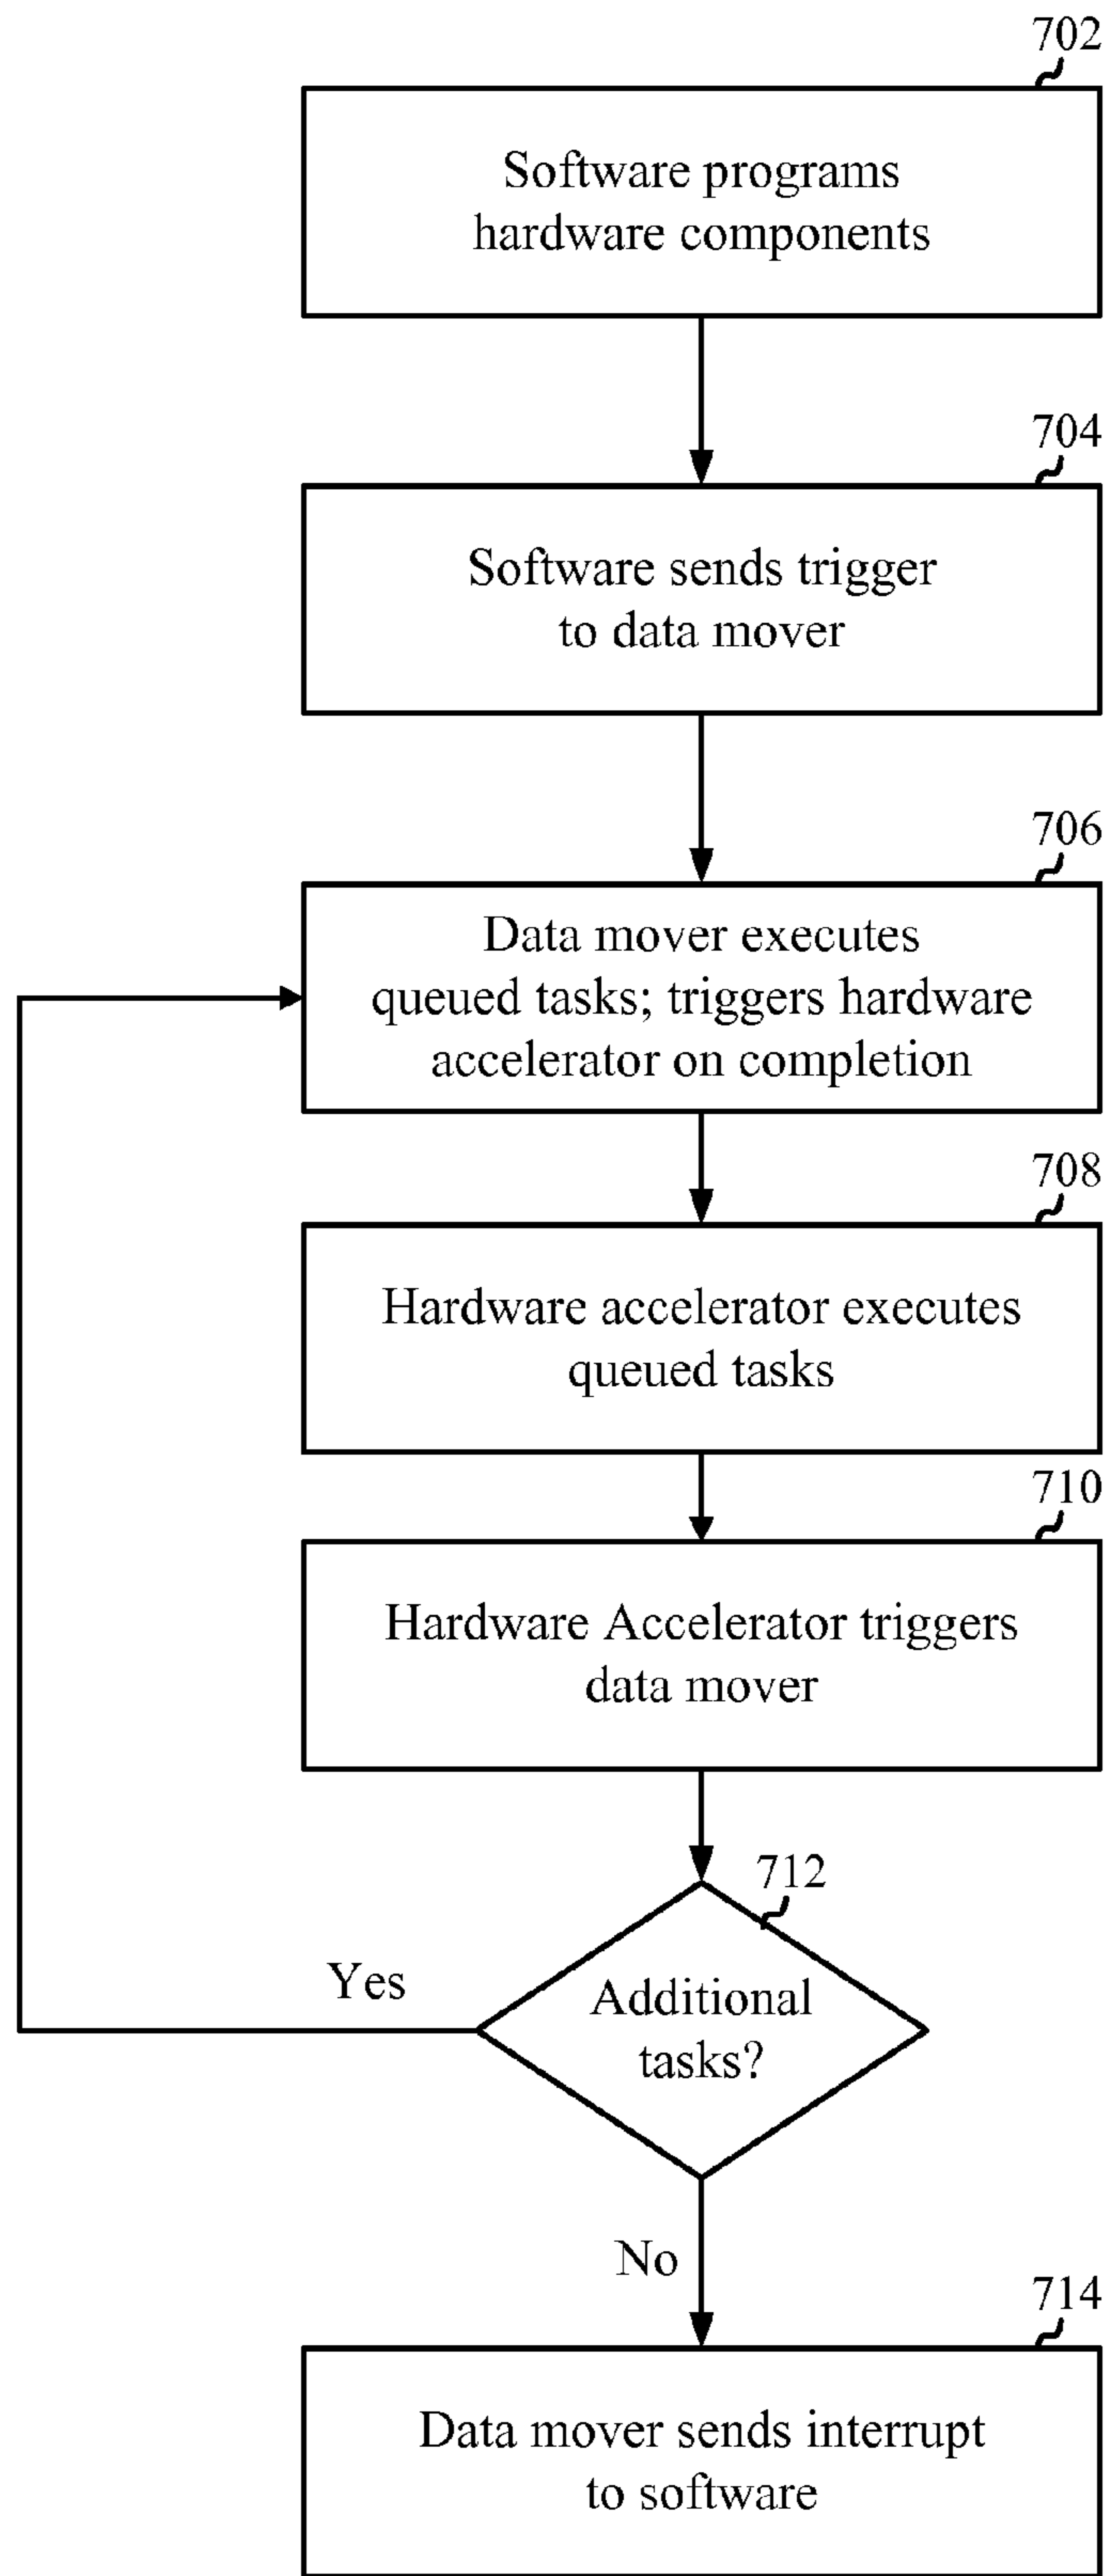 702
Software programs
hardware components
704
Software sends trigger
to data mover
706
Data mover executes
queued tasks; triggers hardware
accelerator on completion
708
Hardware accelerator executes
queued tasks
710
Hardware Accelerator triggers
data mover
712
Yes
Additional
tasks?
No
714
Data mover sends interrupt
to software